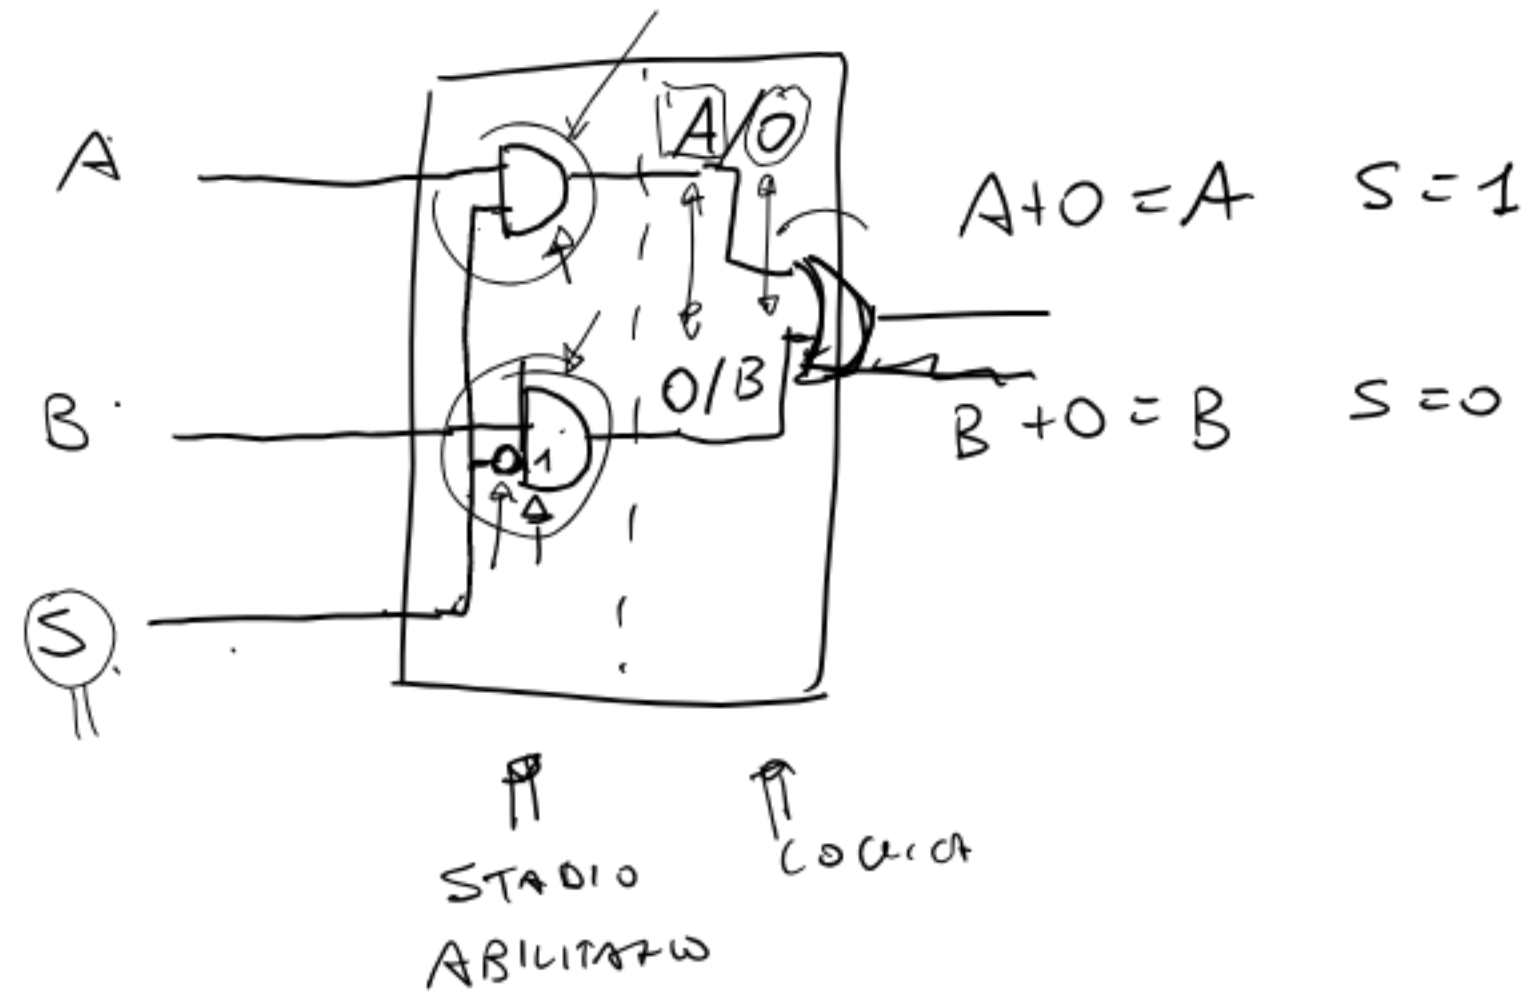 A
A/0
A+0=A S=1
B
0/B
1
B+0=B S=0
S
STADIO
ABILITAZIO
LOGICA